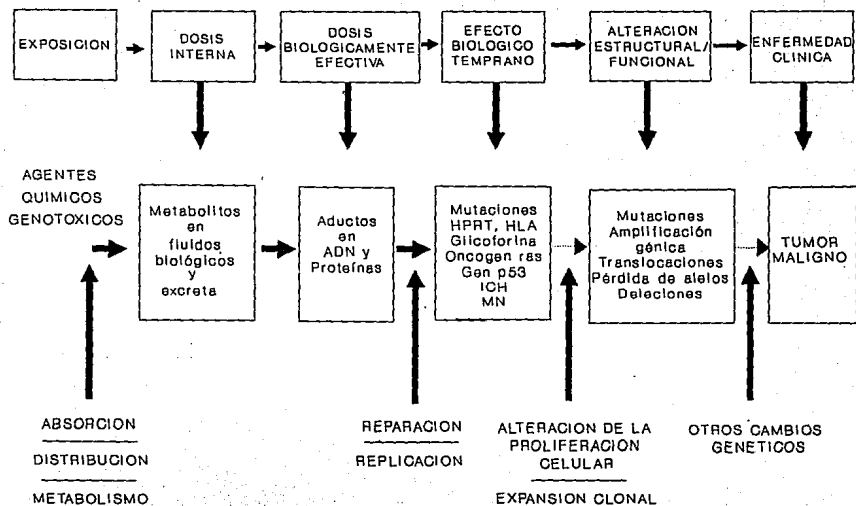 EXPOSICION
DOSIS
INTERNA
DOSIS
BIOLOGICAMENTE
EFECTIVA
EFECTO
BIOLOGICO
TEMPRANO
ALTERACION
ESTRUCTURAL/
FUNCIONAL
ENFERMEDAD
CLINICA
AGENTES
QUIMICOS
GENOTOXICOS
Metabolitos
en
fluidos
biológicos
y
excreta
Aductos
en
ADN y
Proteínas
Mutaciones
HPRT, HLA
Glicoforina
Oncogen ras
Gen p53
ICH
MN
Mutaciones
Amplificación
génica
Translocaciones
Pérdida de alelos
Deleciones
TUMOR
MALIGNO
ABSORCION
DISTRIBUCION
METABOLISMO
REPARACION
REPLICACION
ALTERACION DE LA
PROLIFERACION
CELULAR
EXPANSION CLONAL
OTROS CAMBIOS
GENETICOS